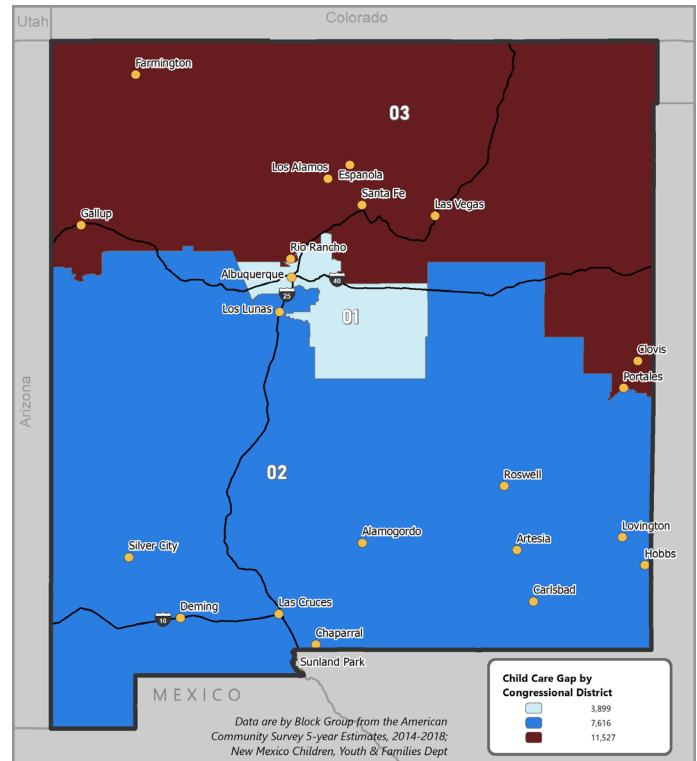 Utah
Colorado
Farmington
03
Los Alamos
Espanola
Santa Fe
Las Vegas
Gallup
Rio Rancho
Albuquerque
40
25
Los Lunas
01
Clovis
Portales
Arizona
02
Roswell
Alamogordo
Artesia
Lovington
Silver City
Hobbs
Carlsbad
Las Cruces
Deming
10
Chaparral
Sunland Park
MEXICO
Child Care Gap by
Congressional District
3,899
7,616
11,527
Data are by Block Group from the American
Community Survey 5-year Estimates, 2014-2018;
New Mexico Children, Youth & Families Dept